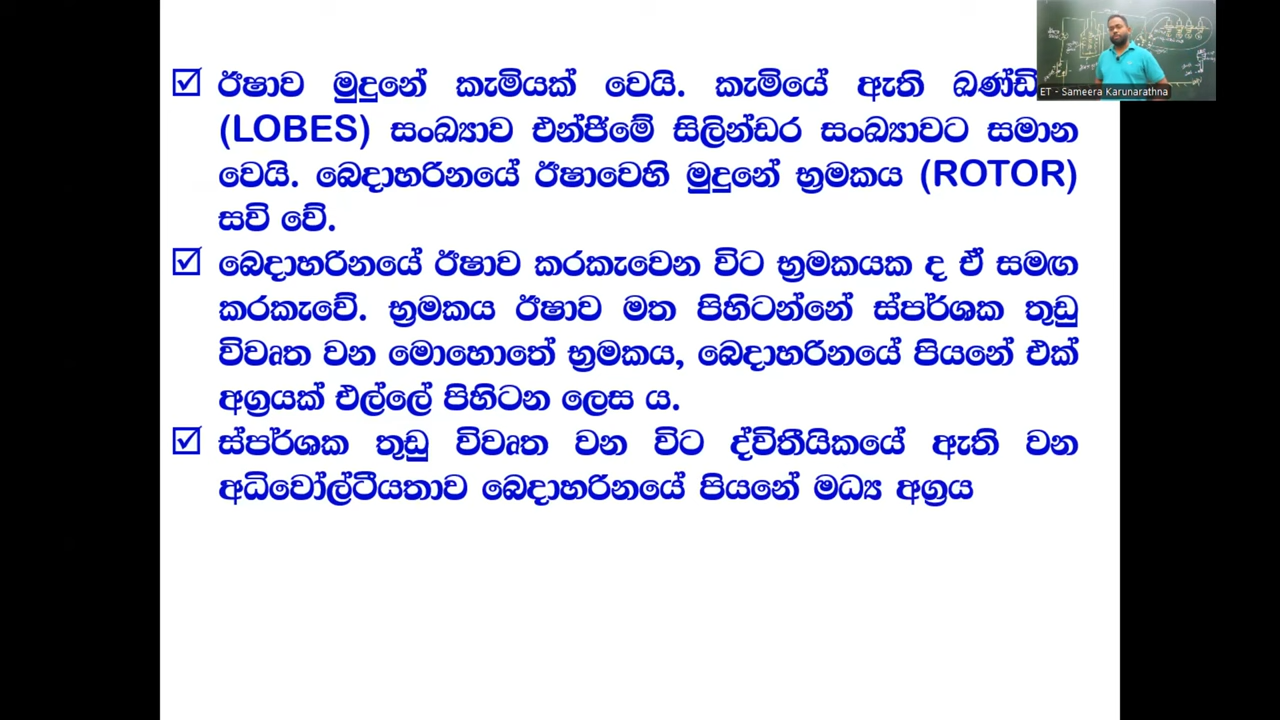 ඊෂාව මුදුනේ කැමියක් වෙයි. කැමියේ ඇති
(LOBES) සංඛ්‍යාව එන්ජිමේ සිලින්ඩර සංඛ්‍යාවට සමාන
වෙයි. බෙදාහරිනයේ ඊෂාවෙහි මුදුනේ භ්‍රමකය (ROTOR)
සවි වේ.
බෙදාහරිනයේ ඊෂාව කරකැවෙන විට භ්‍රමකයක ද ඒ සමඟ
කරකැවේ. භ්‍රමකය ඊෂාව මත පිහිටන්නේ ස්පර්ශක තුඩු
විවෘත වන මොහොතේ භ්‍රමකය, බෙදාහරිනයේ පියනේ එක්
අග්‍රයක් එල්ලේ පිහිටන ලෙස ය.
ස්පර්ශක තුඩු විවෘත වන විට ද්විතීයිකයේ ඇති වන
අධිවෝල්ටීයතාව බෙදාහරිනයේ පියනේ මධ්‍ය අග්‍රය
ET - Sameera Karunarathna